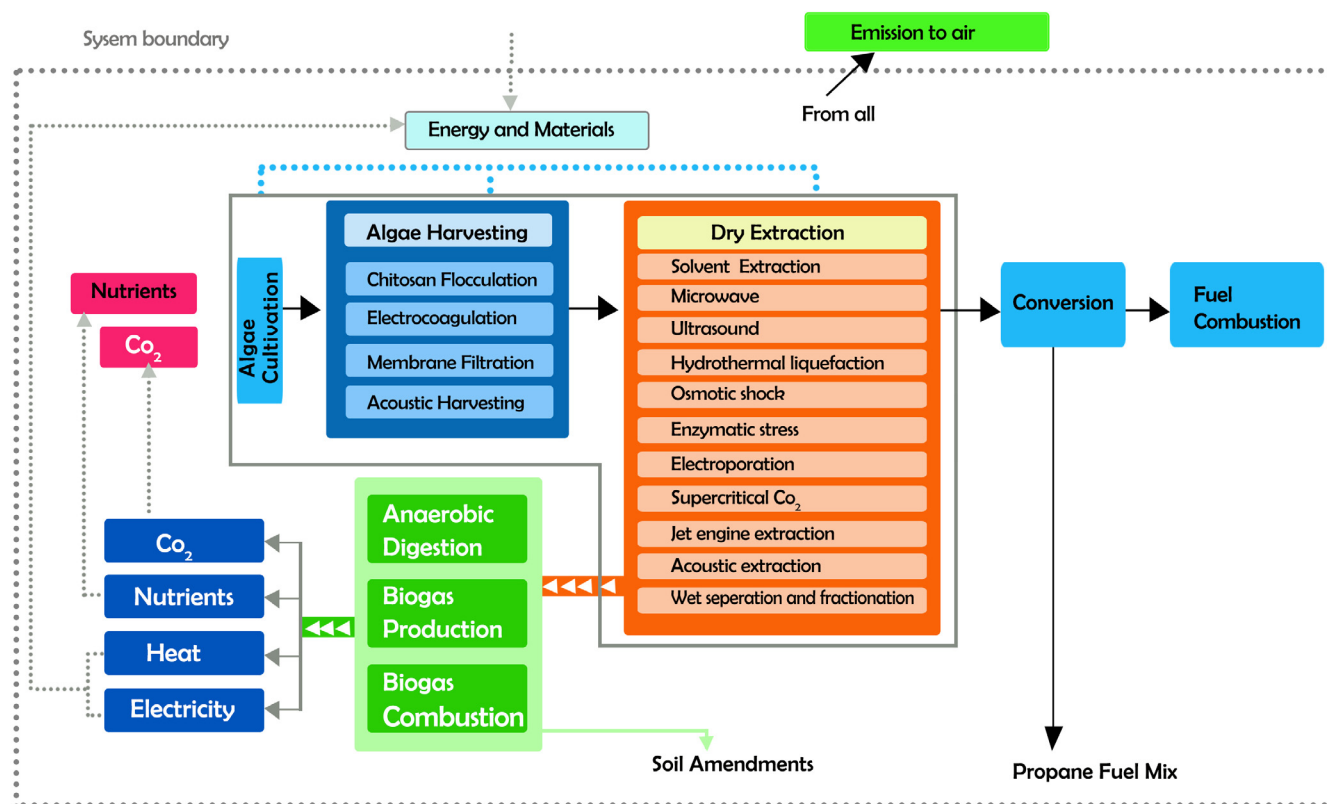 Sysem boundary
Emission to air
From all
Energy and Materials
Algae
Cultivation
Algae Harvesting
Chitosan Flocculation
Electrocoagulation
Membrane Filtration
Acoustic Harvesting
Dry Extraction
Solvent Extraction
Microwave
Ultrasound
Hydrothermal liquefaction
Osmotic shock
Enzymatic stress
Electroporation
Supercritical Co₂
Jet engine extraction
Acoustic extraction
Wet seperation and fractionation
Conversion
Fuel
Combustion
Nutrients
Co₂
Co₂
Nutrients
Heat
Electricity
Anaerobic
Digestion
Biogas
Production
Biogas
Combustion
Soil Amendments
Propane Fuel Mix